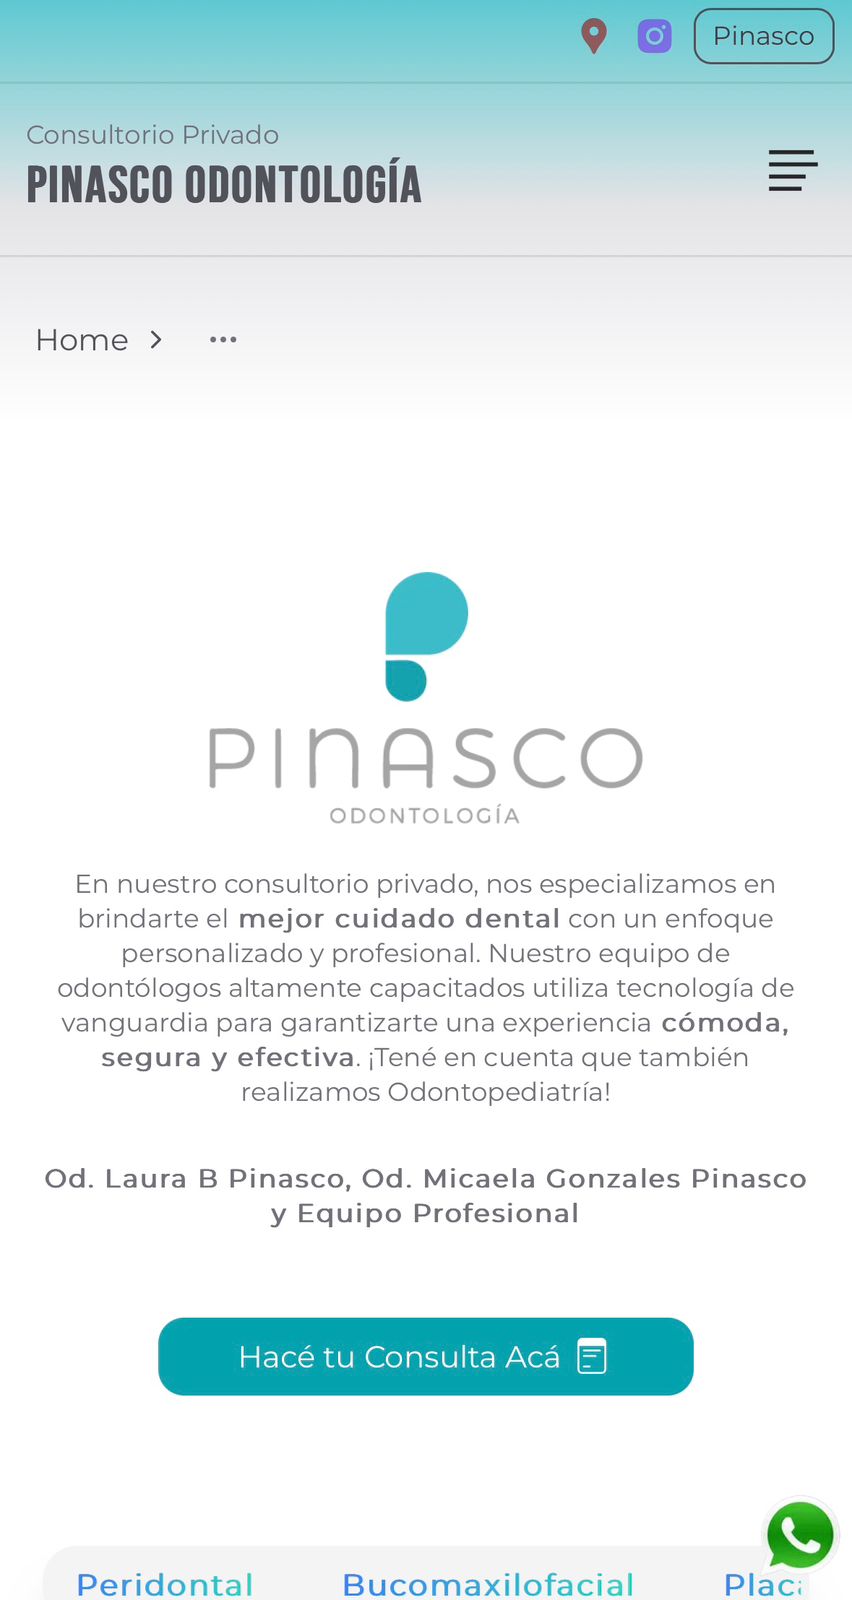 Pinasco
Consultorio Privado
PINASCO ODONTOLOGÍA
Home > ...
PINASCO
ODONTOLOGÍA
En nuestro consultorio privado, nos especializamos en
brindarte el mejor cuidado dental con un enfoque
personalizado y profesional. Nuestro equipo de
odontólogos altamente capacitados utiliza tecnología de
vanguardia para garantizarte una experiencia cómoda,
segura y efectiva. ¡Tené en cuenta que también
realizamos Odontopediatría!
Od. Laura B Pinasco, Od. Micaela Gonzales Pinasco
y Equipo Profesional
Hacé tu Consulta Acá
Peridontal Bucomaxilofacial